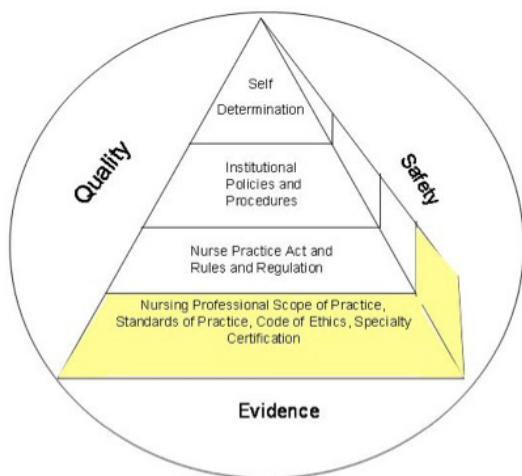 Self
Determination
Quality
Safety
Institutional
Policies and
Procedures
Nurse Practice Act and
Rules and Regulation
Nursing Professional Scope of Practice,
Standards of Practice, Code of Ethics, Specialty
Certification
Evidence